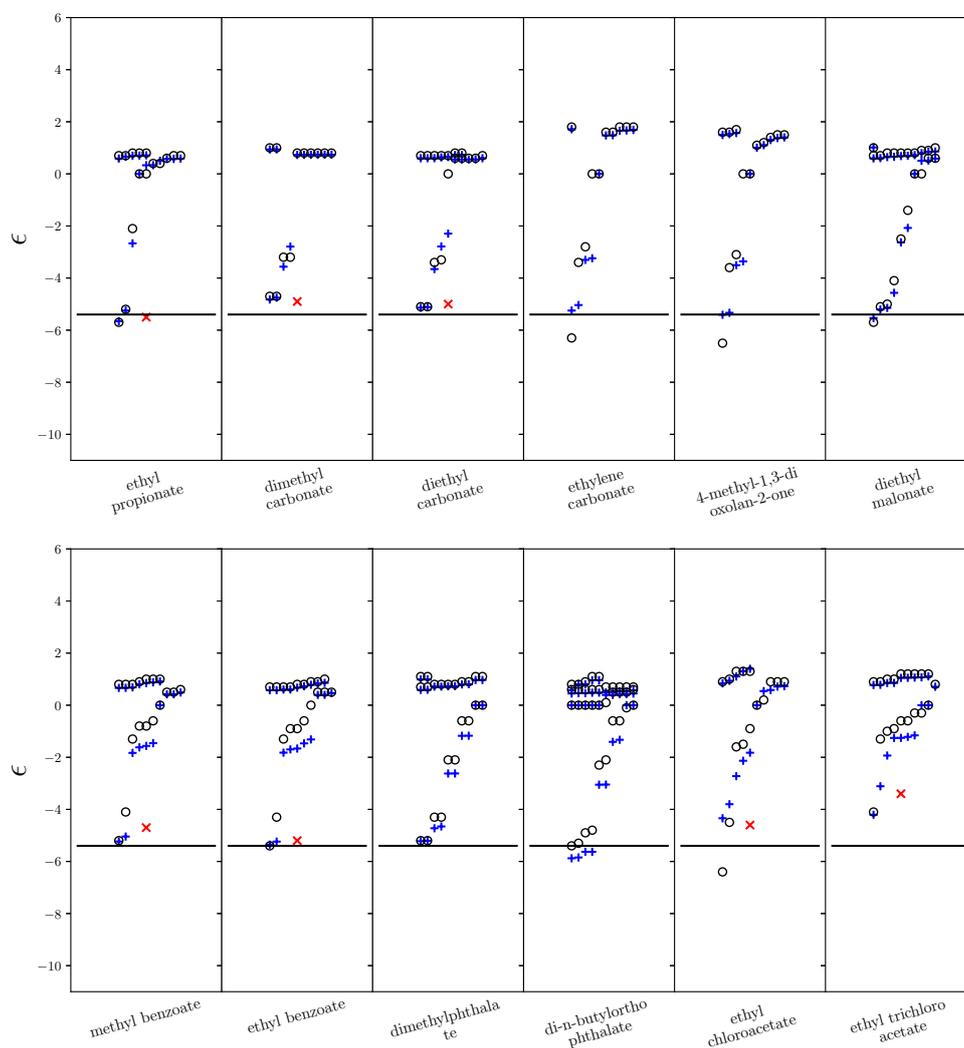 6
4
2
0
−2
−4
−6
−8
−10
ϵ
ethyl
propionate
dimethyl
carbonate
diethyl
carbonate
ethylene
carbonate
4-methyl-1,3-di
oxolan-2-one
diethyl
malonate
6
4
2
0
−2
−4
−6
−8
−10
ϵ
methyl benzoate
ethyl benzoate
dimethylphthala
te
di-n-butylortho
phthalate
ethyl
chloroacetate
ethyl trichloro
acetate